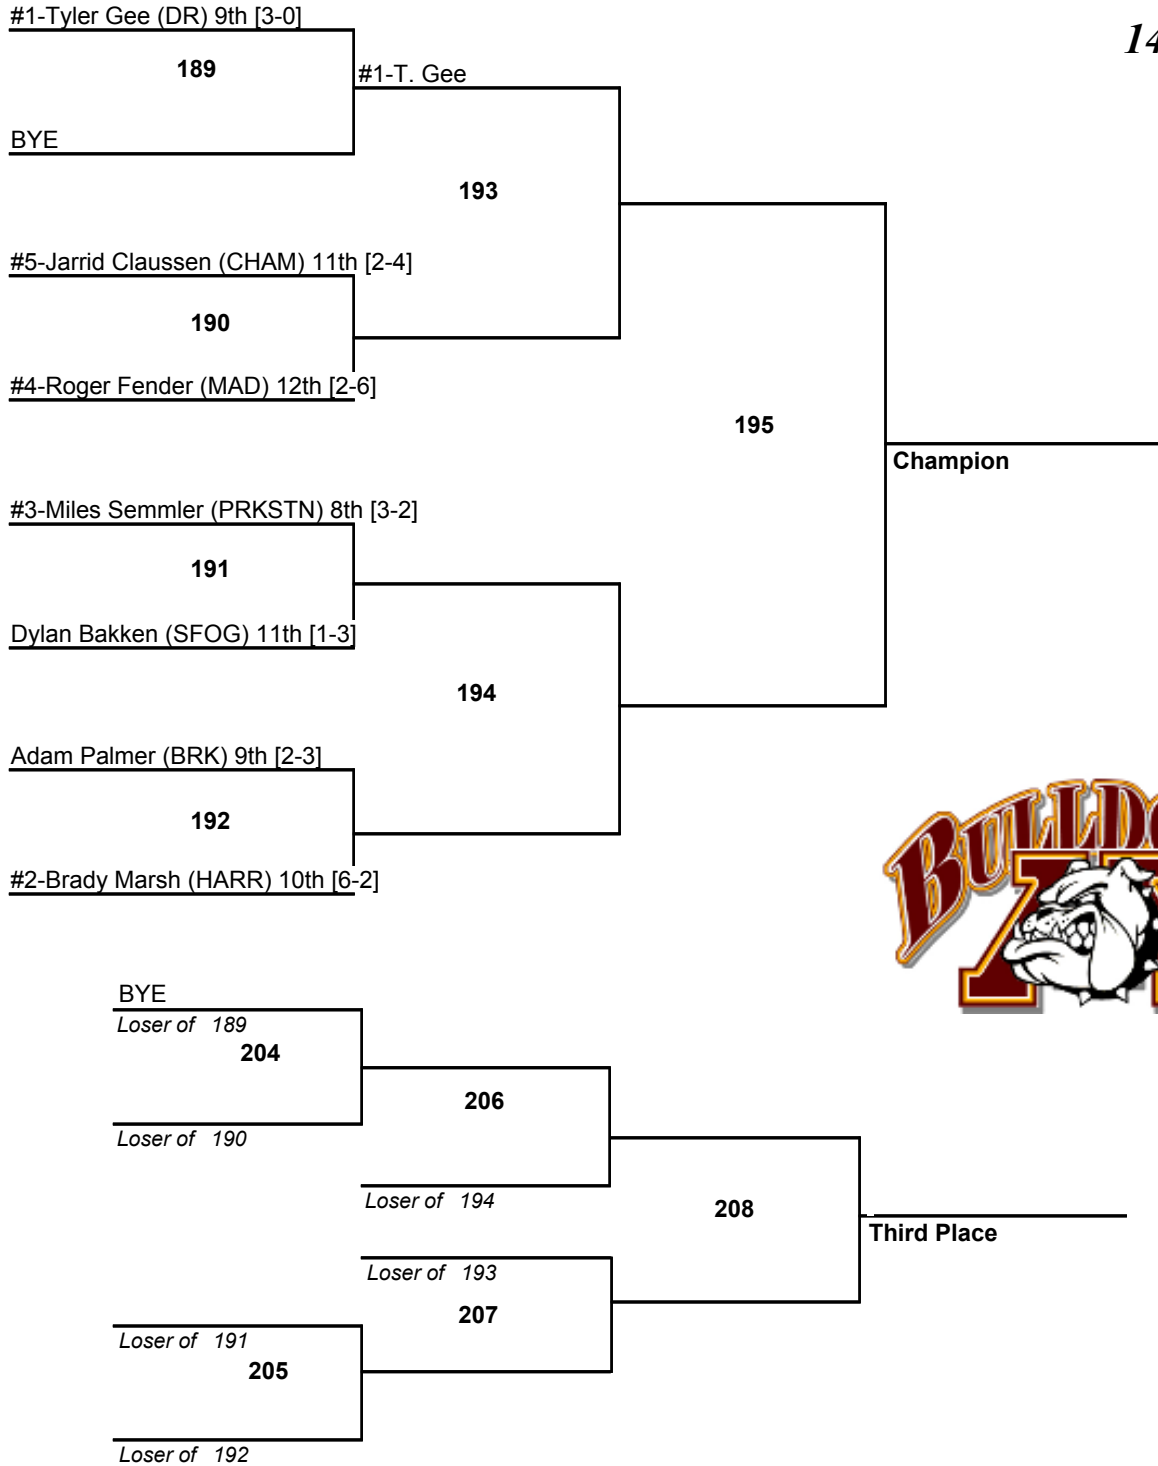 #1-Tyler Gee (DR) 9th [3-0]
14
189
#1-T. Gee
BYE
193
#5-Jarrid Claussen (CHAM) 11th [2-4]
190
#4-Roger Fender (MAD) 12th [2-6]
195
Champion
#3-Miles Semmler (PRKSTN) 8th [3-2]
191
Dylan Bakken (SFOG) 11th [1-3]
194
Adam Palmer (BRK) 9th [2-3]
192
#2-Brady Marsh (HARR) 10th [6-2]
BYE
Loser of 189
204
206
Loser of 190
Loser of 194
208
Third Place
Loser of 193
207
Loser of 191
205
Loser of 192